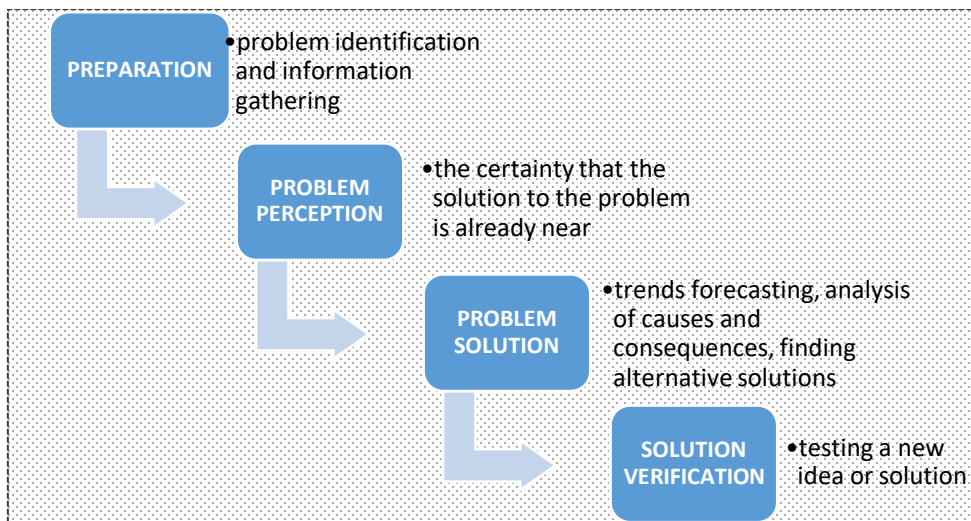 PREPARATION
•problem identification
and information
gathering
PROBLEM
PERCEPTION
•the certainty that the
solution to the problem
is already near
PROBLEM
SOLUTION
•trends forecasting, analysis
of causes and
consequences, finding
alternative solutions
SOLUTION
VERIFICATION
•testing a new
idea or solution